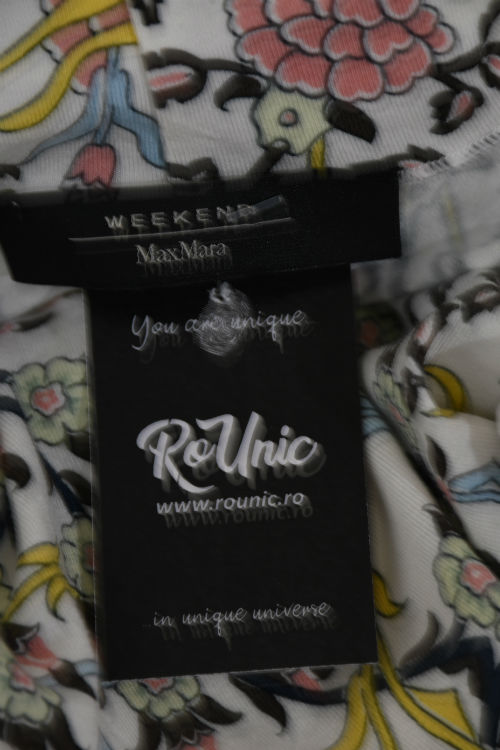 WEEKEND
MaxMara
You are unique
RoUnic
www.rounic.ro
...in unique universe